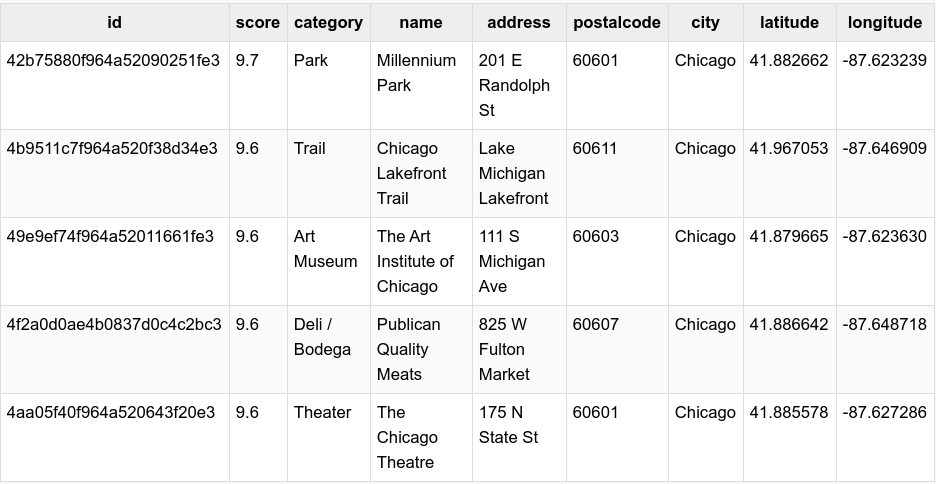 id score category name address postalcode city latitude longitude
42b75880f964a52090251fe3 9.7 Park Millennium 201 E 60601 Chicago 41.882662 -87.623239
Park Randolph
St
4b9511c7f964a520f38d34e3 9.6 Trail Chicago Lake 60611 Chicago 41.967053 -87.646909
Lakefront Michigan
Trail Lakefront
49e9ef74f964a52011661fe3 9.6 Art The Art 111 S 60603 Chicago 41.879665 -87.623630
Museum Institute of Michigan
Chicago Ave
4f2a0d0ae4b0837d0c4c2bc3 9.6 Deli / Publican 825 W 60607 Chicago 41.886642 -87.648718
Bodega Quality Fulton
Meats Market
4aa05f40f964a520643f20e3 9.6 Theater The 175 N 60601 Chicago 41.885578 -87.627286
Chicago State St
Theatre